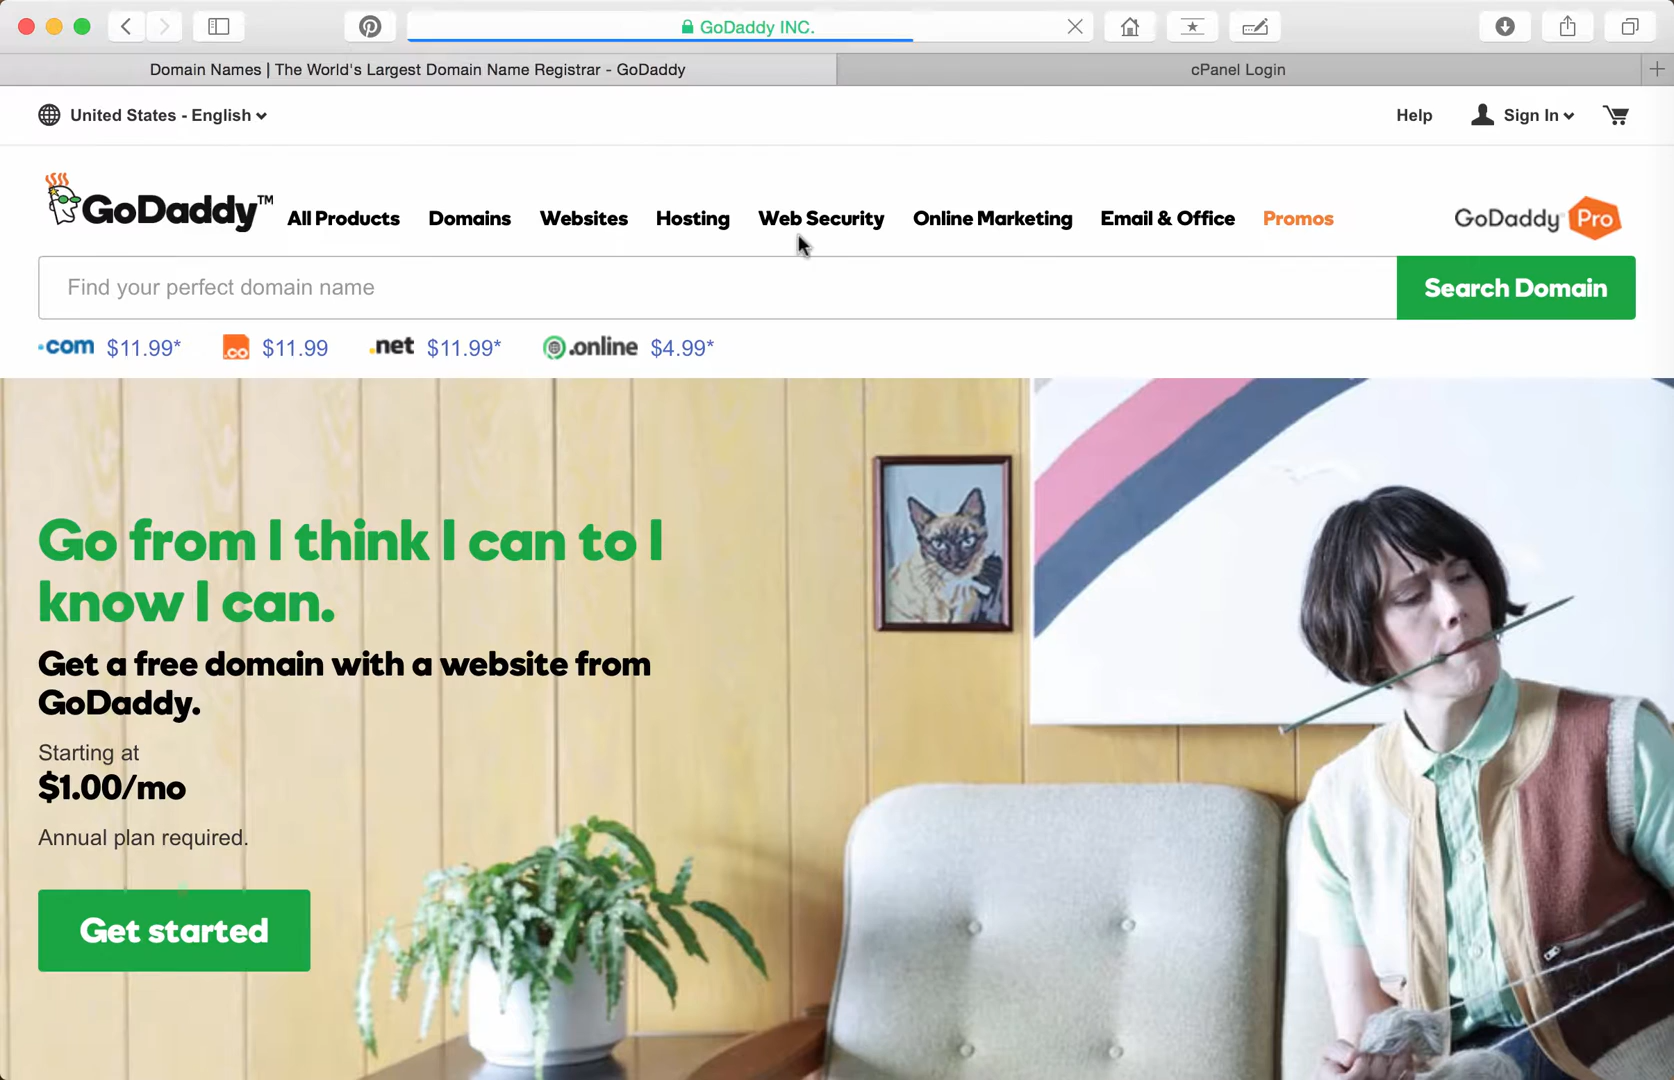 GoDaddy INC.
Domain Names | The World's Largest Domain Name Registrar - GoDaddy
cPanel Login
United States - English
Help
Sign In
GoDaddy™
All Products
Domains
Websites
Hosting
Web Security
Online Marketing
Email & Office
Promos
GoDaddy Pro
Find your perfect domain name
Search Domain
.com $11.99*
.co $11.99
.net $11.99*
.online $4.99*
Go from I think I can to I
know I can.
Get a free domain with a website from
GoDaddy.
Starting at
$1.00/mo
Annual plan required.
Get started